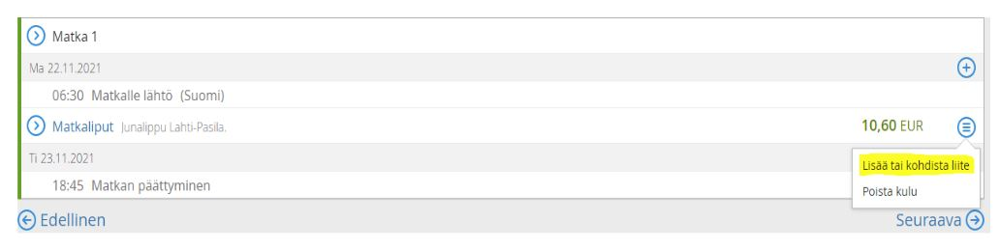 Matka 1
Ma 22.11.2021
06:30 Matkalle lähtö (Suomi)
Matkaliput Junalippu Lahti-Pasila. 10,60 EUR
Ti 23.11.2021
Lisää tai kohdista liite
18:45 Matkan päättyminen
Poista kulu
Edellinen Seuraava